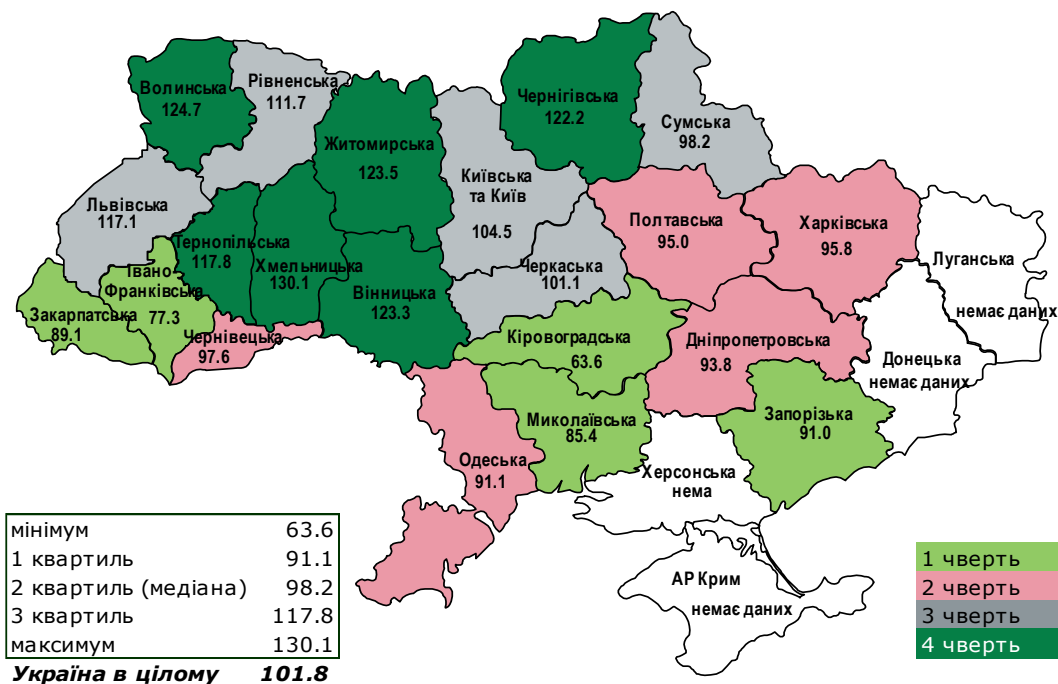 Волинська
124.7
Рівненська
111.7
Житомирська
123.5
Київська
та Київ
104.5
Чернігівська
122.2
Сумська
98.2
Львівська
117.1
Тернопільська
117.8
Хмельницька
130.1
Вінницька
123.3
Черкаська
101.1
Полтавська
95.0
Харківська
95.8
Луганська
немає даних
Івано
Франківська
77.3
Закарпатська
89.1
Чернівецька
97.6
Кіровоградська
63.6
Дніпропетровська
93.8
Донецька
немає даних
Миколаївська
85.4
Запорізька
91.0
Одеська
91.1
Херсонська
нема
АР Крим
немає даних
мінімум 63.6
1 квартиль 91.1
2 квартиль (медіана) 98.2
3 квартиль 117.8
максимум 130.1
Україна в цілому 101.8
1 чверть
2 чверть
3 чверть
4 чверть